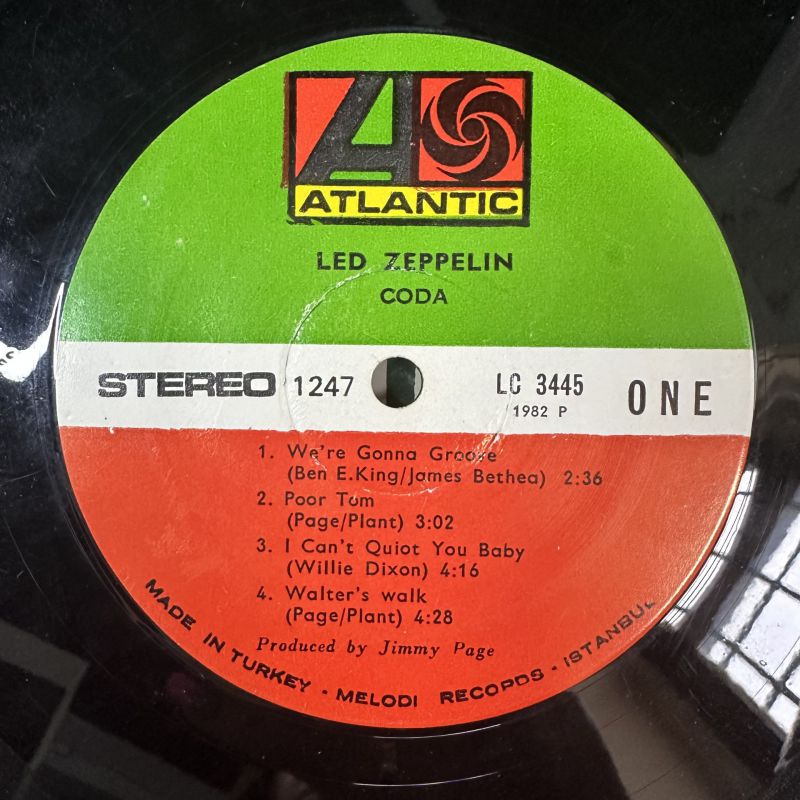 ATLANTIC
LED ZEPPELIN
CODA
STEREO 1247 LC 3445 ONE
1982 P
1. We're Gonna Groove
(Ben E.King/James Bethea) 2:36
2. Poor Tom
(Page/Plant) 3:02
3. I Can't Quiot You Baby
(Willie Dixon) 4:16
4. Walter's walk
(Page/Plant) 4:28
Produced by Jimmy Page
MADE IN TURKEY • MELODI RECORDS • ISTANBUL